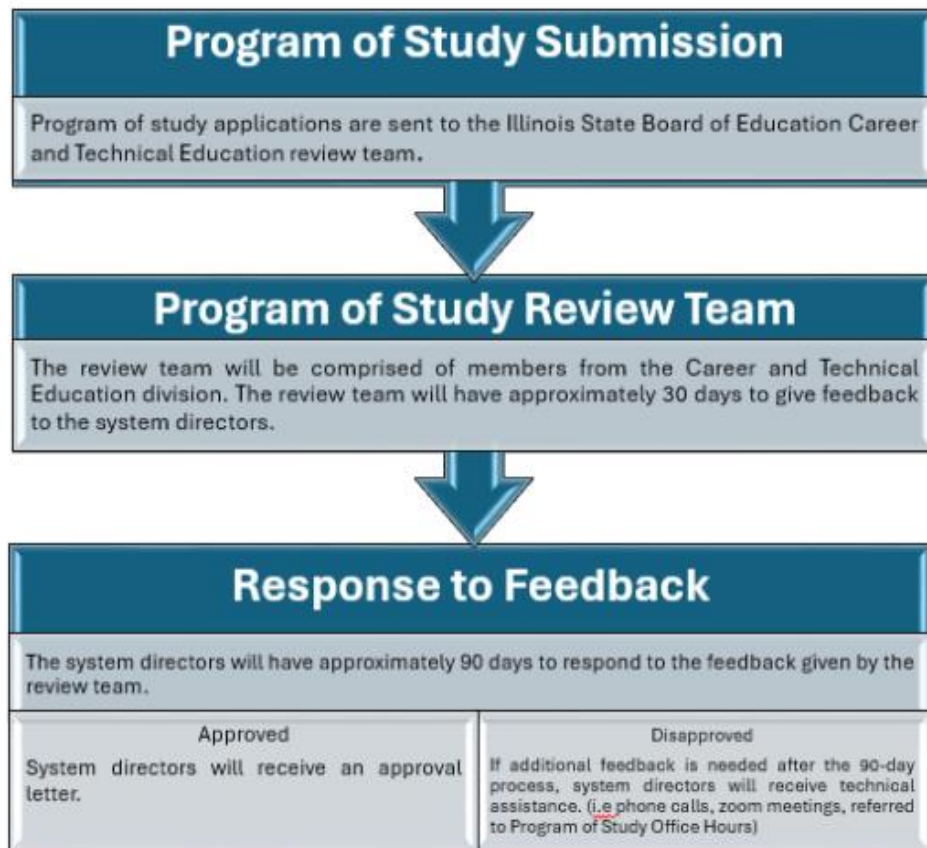 Program of Study Submission
Program of study applications are sent to the Illinois State Board of Education Career
and Technical Education review team.
Program of Study Review Team
The review team will be comprised of members from the Career and Technical
Education division. The review team will have approximately 30 days to give feedback
to the system directors.
Response to Feedback
The system directors will have approximately 90 days to respond to the feedback given by the
review team.
Approved
System directors will receive an approval
letter.
Disapproved
If additional feedback is needed after the 90-day
process, system directors will receive technical
assistance. (i.e phone calls, zoom meetings, referred
to Program of Study Office Hours)